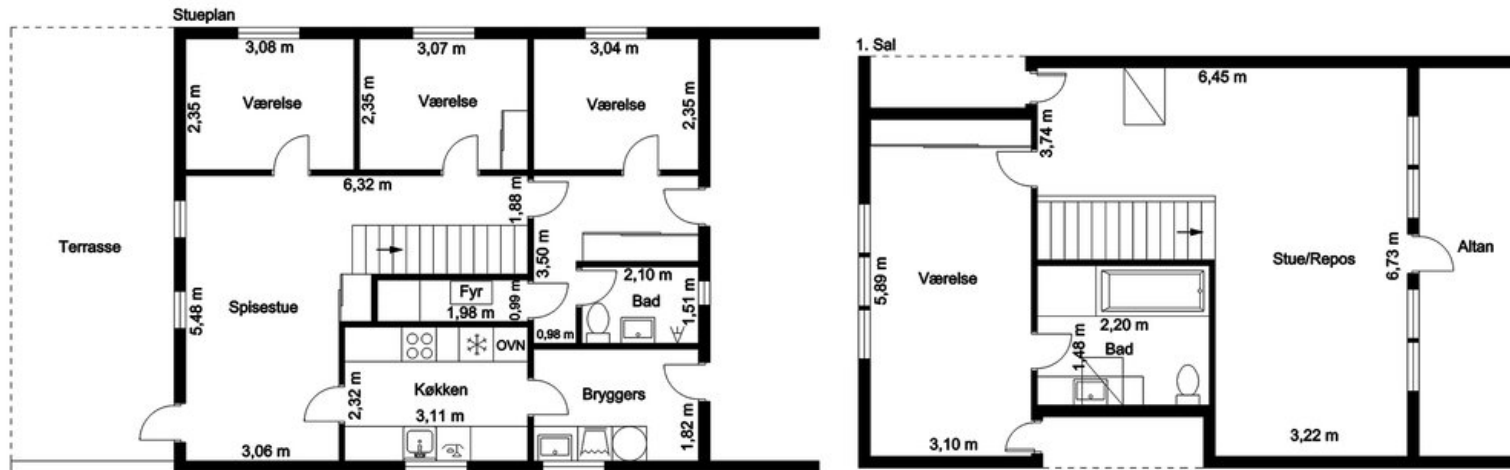 Stueplan
3,08 m
3,07 m
3,04 m
2,35 m
Værelse
2,35 m
Værelse
Værelse
2,35 m
6,32 m
1,88 m
Terrasse
3,50 m
2,10 m
Fyr
0,99 m
Bad
1,51 m
5,48 m
Spisestue
1,98 m
0,98 m
OVN
2,32 m
Køkken
3,11 m
Bryggers
1,82 m
3,06 m
1. Sal
6,45 m
3,74 m
5,89 m
Værelse
Stue/Repos
6,73 m
Altan
2,20 m
1,48 m
Bad
3,10 m
3,22 m